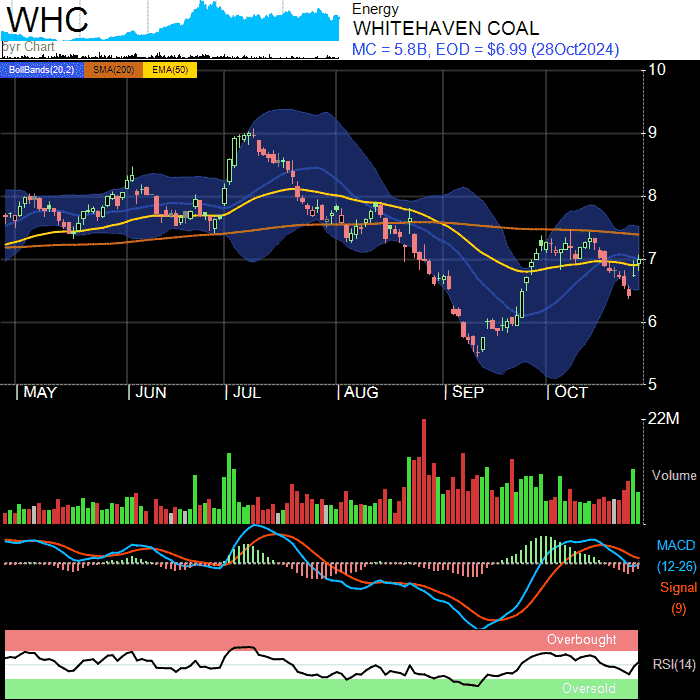 WHC
byr Chart
Energy
WHITEHAVEN COAL
MC = 5.8B, EOD = $6.99 (28Oct2024)
BollBands(20,2) SMA(200) EMA(50)
10
9
8
7
6
5
| MAY | JUN | JUL | AUG | SEP | OCT
22M
Volume
MACD
(12-26)
Signal
(9)
Overbought
RSI(14)
Oversold